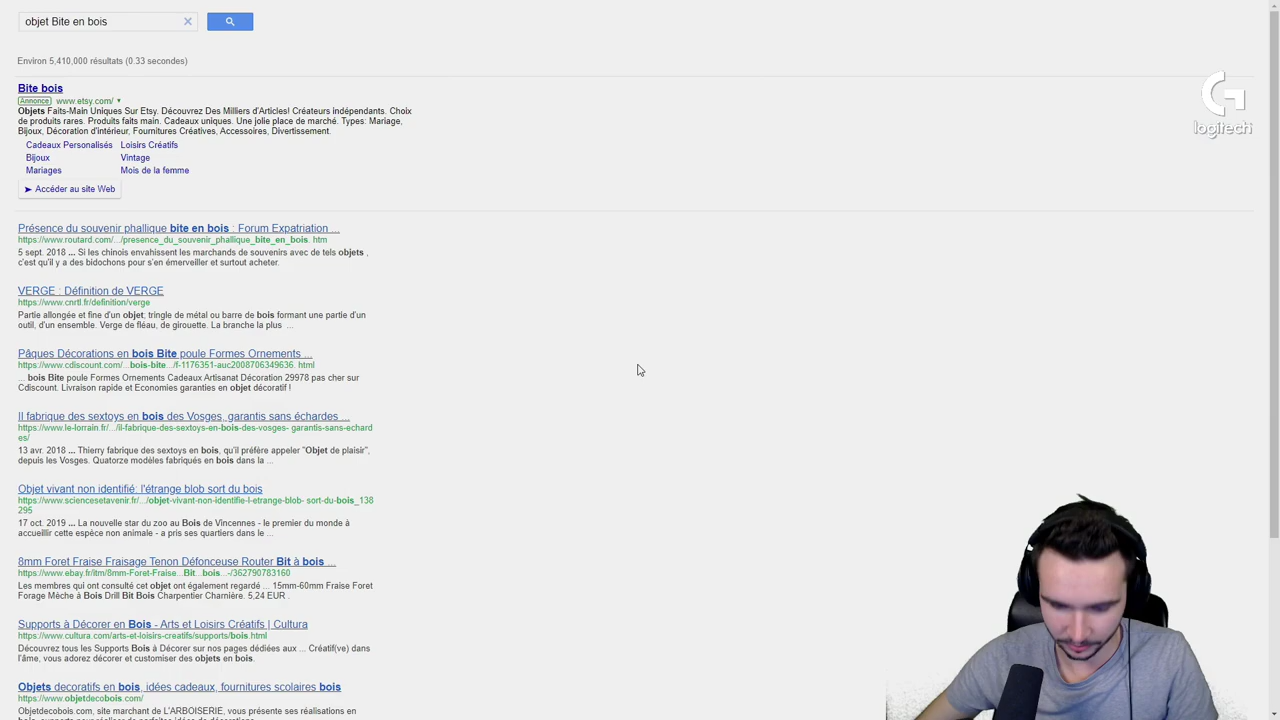 objet Bite en bois
Environ 5,410,000 résultats (0.33 secondes)
Bite bois
Annonce www.etsy.com/
Objets Faits-Main Uniques Sur Etsy. Découvrez Des Milliers d'Articles! Créateurs indépendants. Choix
de produits rares. Produits faits main. Cadeaux uniques. Une jolie place de marché. Types: Mariage,
Bijoux, Décoration d'intérieur, Fournitures Créatives, Accessoires, Divertissement.
Cadeaux Personalisés Loisirs Créatifs
Bijoux Vintage
Mariages Mois de la femme
Accéder au site Web
logitech
Présence du souvenir phallique bite en bois : Forum Expatriation ...
https://www.routard.com/.../presence_du_souvenir_phallique_bite_en_bois. htm
5 sept. 2018 ... Si les chinois envahissent les marchands de souvenirs avec de tels objets ,
c'est qu'il y a des bidochons pour s'en émerveiller et surtout acheter.
VERGE : Définition de VERGE
https://www.cnrtl.fr/definition/verge
Partie allongée et fine d'un objet; tringle de métal ou barre de bois formant une partie d'un
outil, d'un ensemble. Verge de fléau, de girouette. La branche la plus ...
Pâques Décorations en bois Bite poule Formes Ornements ...
https://www.cdiscount.com/...bois-bite.../f-1176351-auc2008706349636. html
... bois Bite poule Formes Ornements Cadeaux Artisanat Décoration 29978 pas cher sur
Cdiscount. Livraison rapide et Economies garanties en objet décoratif !
Il fabrique des sextoys en bois des Vosges, garantis sans échardes ...
https://www.le-lorrain.fr/.../il-fabrique-des-sextoys-en-bois-des-vosges- garantis-sans-echard
es/
13 avr. 2018 ... Thierry fabrique des sextoys en bois, qu'il préfère appeler "Objet de plaisir",
depuis les Vosges. Quatorze modèles fabriqués en bois dans la ...
Objet vivant non identifié: l'étrange blob sort du bois
https://www.sciencesetavenir.fr/.../objet-vivant-non-identifie-l-etrange-blob- sort-du-bois_138
295
17 oct. 2019 ... La nouvelle star du zoo au Bois de Vincennes - le premier du monde à
accueillir cette espèce non animale - a pris ses quartiers dans le ...
8mm Foret Fraise Fraisage Tenon Défonceuse Router Bit à bois ...
https://www.ebay.fr/itm/8mm-Foret-Fraise...Bit...bois...-/362790783160
Les membres qui ont consulté cet objet ont également regardé ... 15mm-60mm Fraise Foret
Forage Mèche à Bois Drill Bit Bois Charpentier Charnière. 5,24 EUR .
Supports à Décorer en Bois - Arts et Loisirs Créatifs | Cultura
https://www.cultura.com/arts-et-loisirs-creatifs/supports/bois.html
Découvrez tous les Supports Bois à Décorer sur nos pages dédiées aux ... Créatif(ve) dans
l'âme, vous adorez décorer et customiser des objets en bois.
Objets decoratifs en bois, idées cadeaux, fournitures scolaires bois
https://www.objetdecobois.com/
Objetdecobois.com, site marchant de L'ARBOISERIE, vous présente ses réalisations en